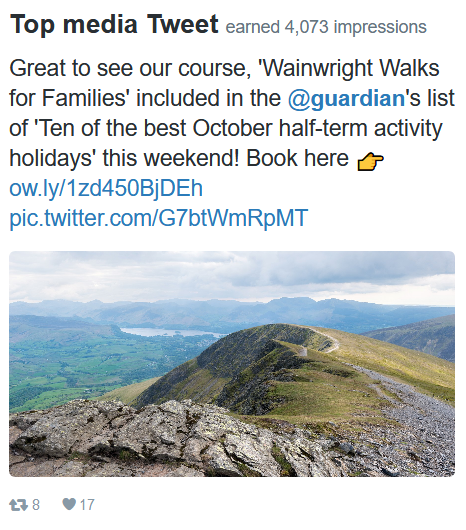 Top media Tweet earned 4,073 impressions
Great to see our course, 'Wainwright Walks
for Families' included in the @guardian's list
of 'Ten of the best October half-term activity
holidays' this weekend! Book here 👉
ow.ly/1zd450BjDEh
pic.twitter.com/G7btWmRpMT
8 17